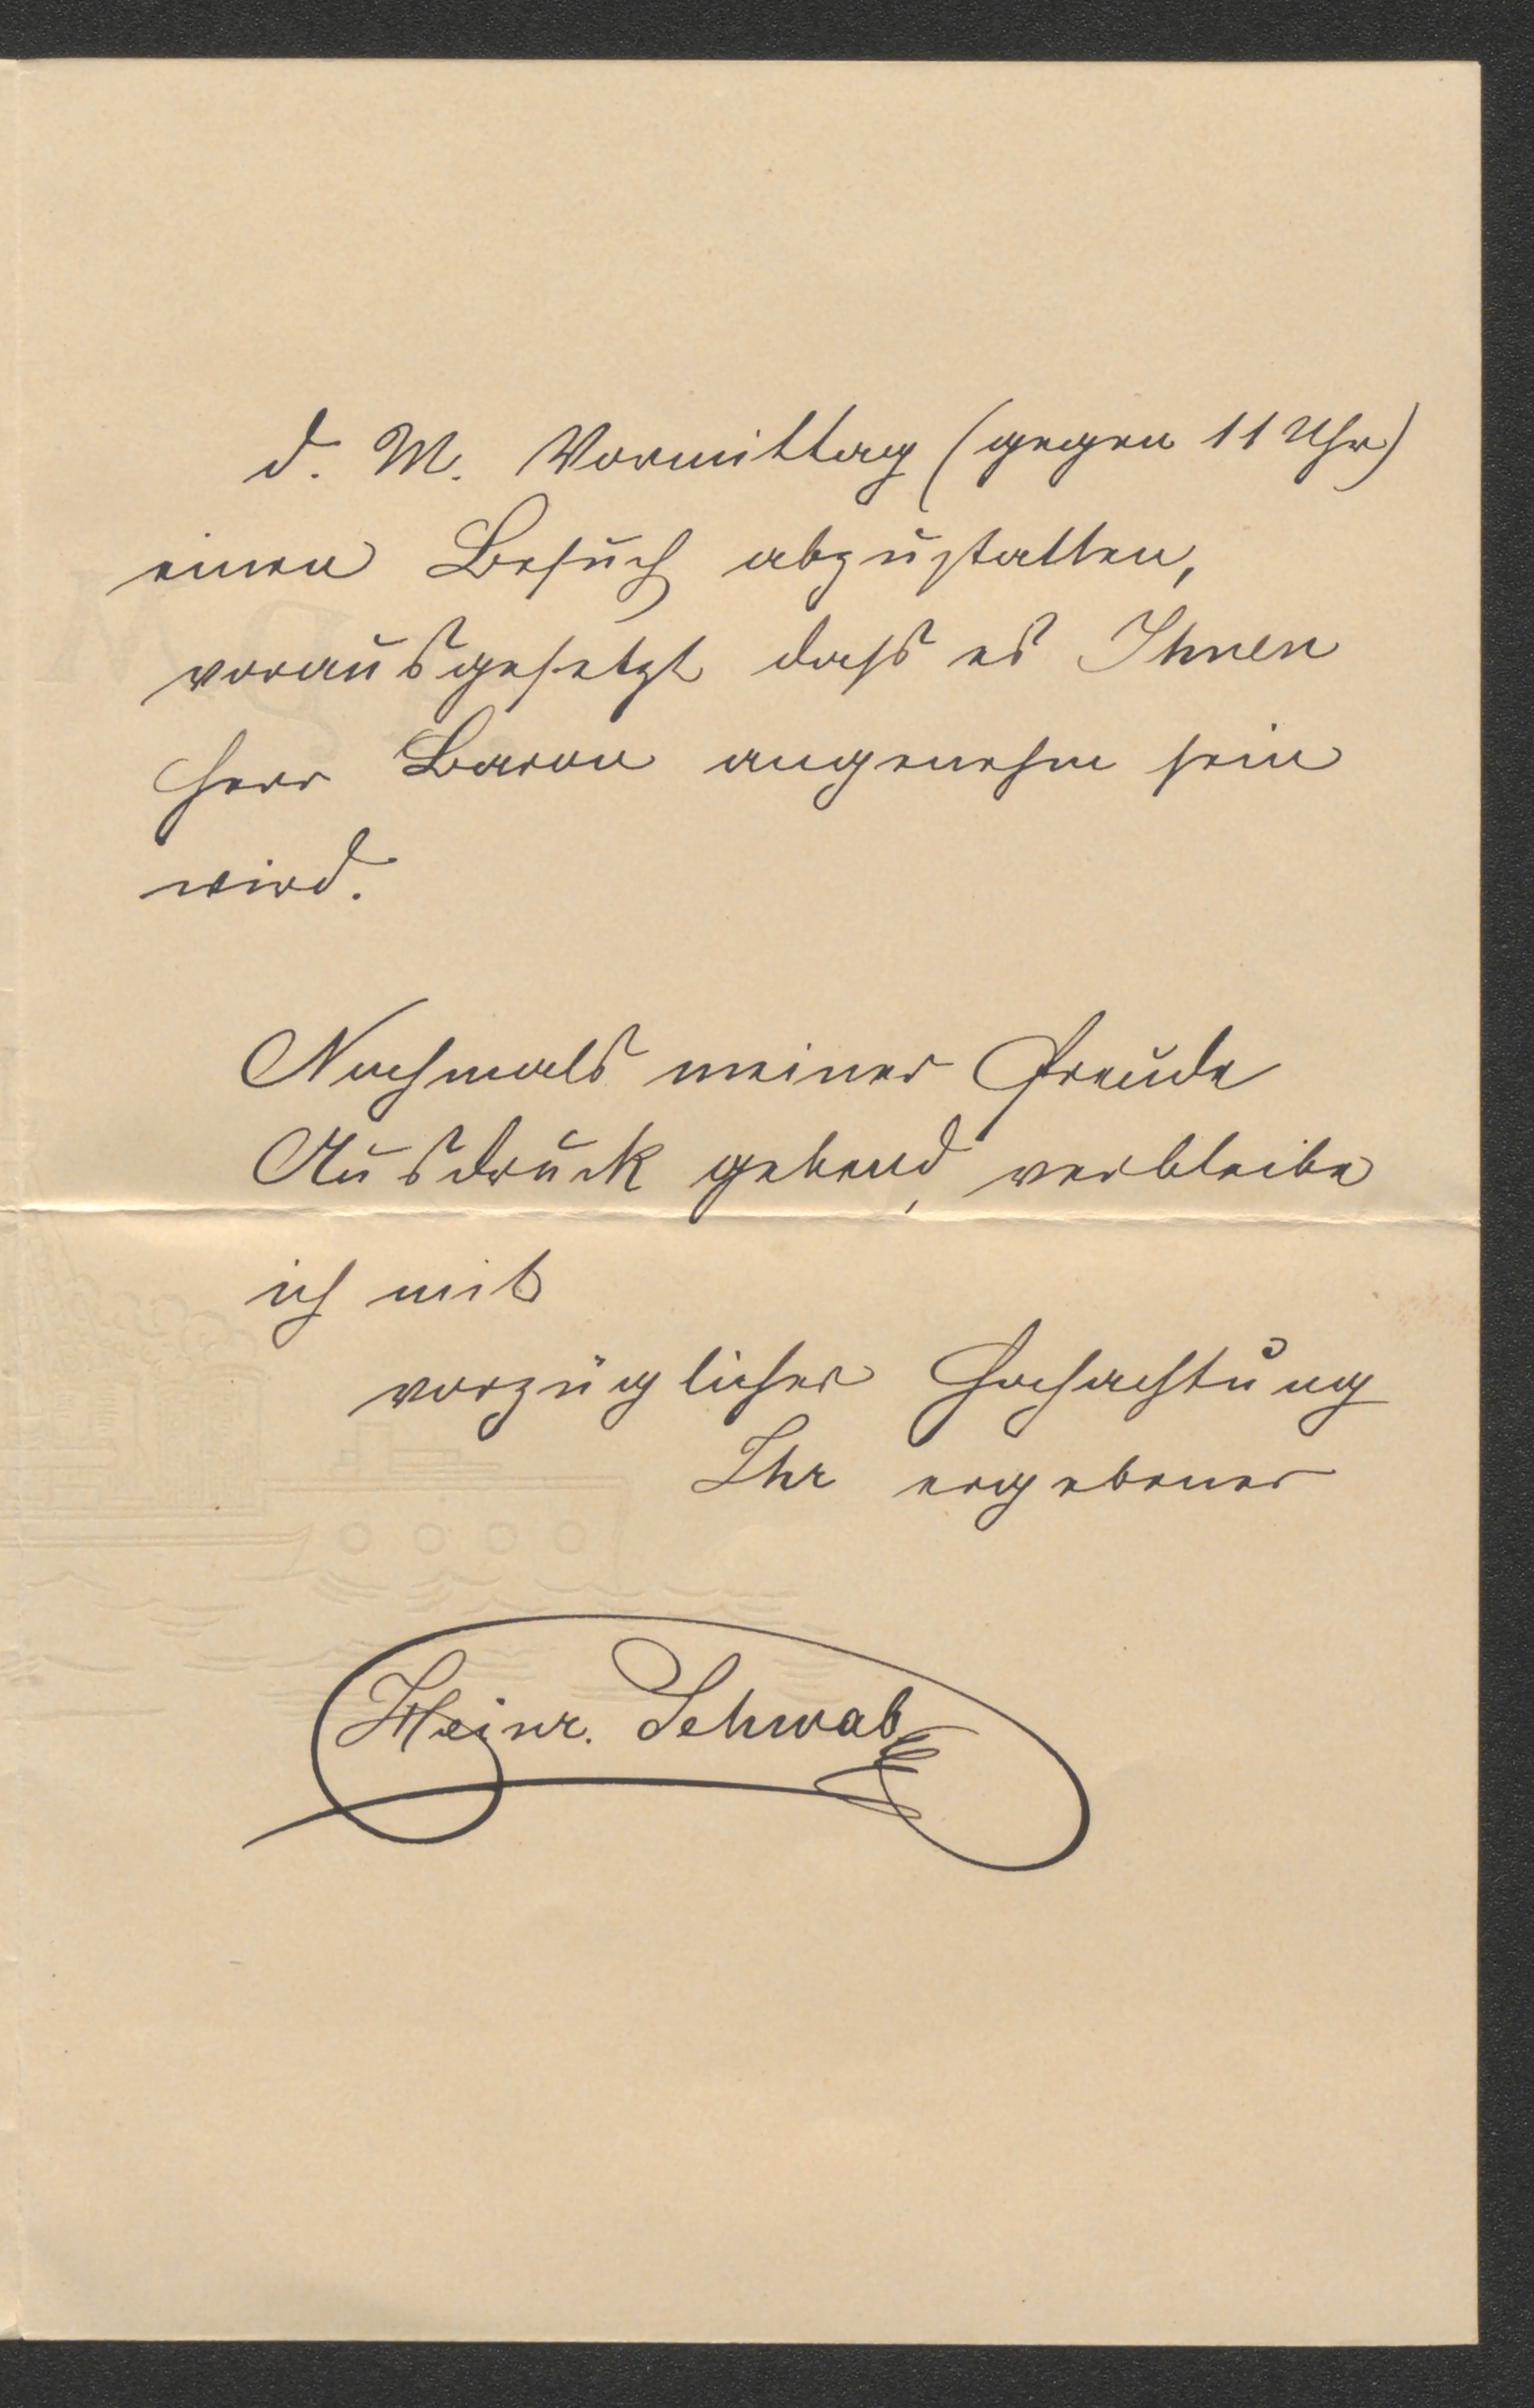 d. M. Vormittag (gegen 11 Uhr)
einen Besuch abzustatten,
vorausgesetzt dass es Ihnen
Herr Baron angenehm sein
wird.
Nochmals meiner Freude
Ausdruck gebend, verbleibe
ich mit
vorzüglicher Hochachtung
Ihr ergebener
Heinr. Schwab